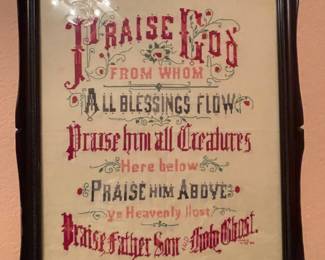 PRAISE GOD
FROM WHOM
ALL BLESSINGS FLOW
Praise him all Creatures
Here below
PRAISE HIM ABOVE
ye Heavenly Host
Praise Father Son and Holy Ghost.